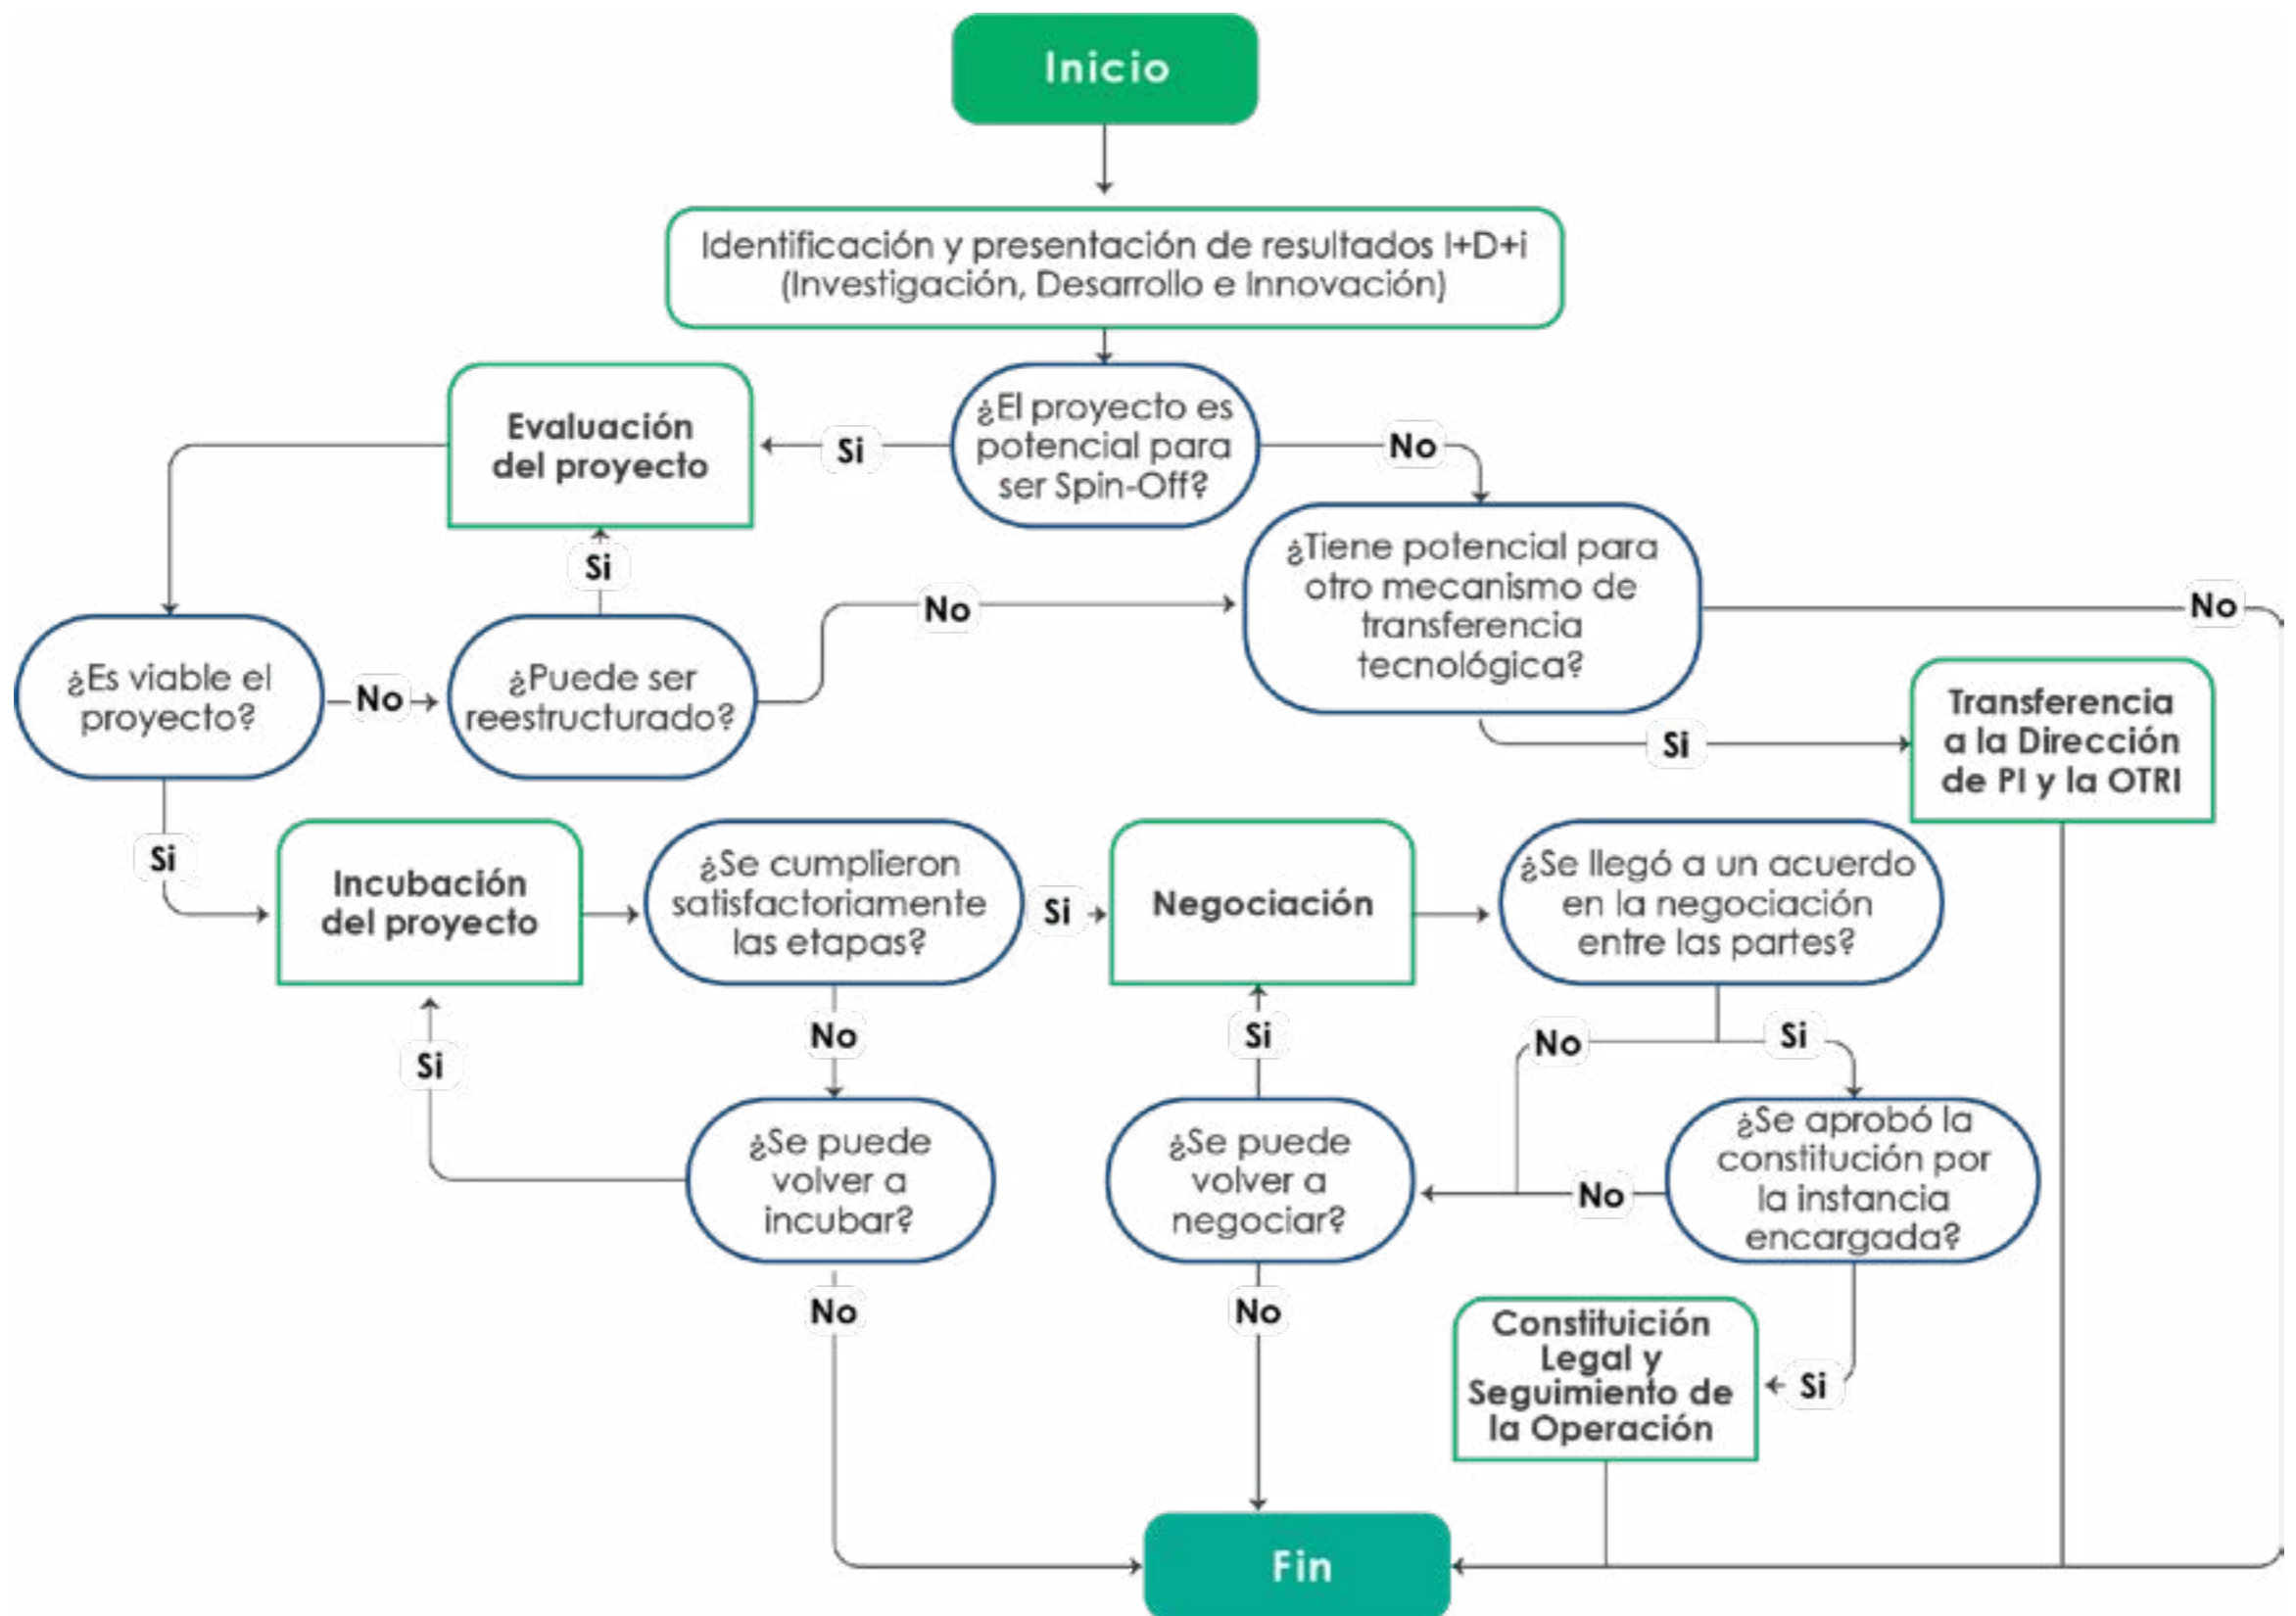 Inicio
Identificación y presentación de resultados I+D+i
(Investigación, Desarrollo e Innovación)
¿El proyecto es
potencial para
ser Spin-Off?
Si
No
Evaluación
del proyecto
Si
¿Tiene potencial para
otro mecanismo de
transferencia
tecnológica?
No
No
¿Es viable el
proyecto?
No
¿Puede ser
reestructurado?
Si
Transferencia
a la Dirección
de PI y la OTRI
Si
Incubación
del proyecto
¿Se cumplieron
satisfactoriamente
las etapas?
Si
Negociación
¿Se llegó a un acuerdo
en la negociación
entre las partes?
Si
No
Si
No
Si
¿Se puede
volver a
incubar?
¿Se puede
volver a
negociar?
No
¿Se aprobó la
constitución por
la instancia
encargada?
No
No
Constituición
Legal y
Seguimiento de
la Operación
Si
Fin